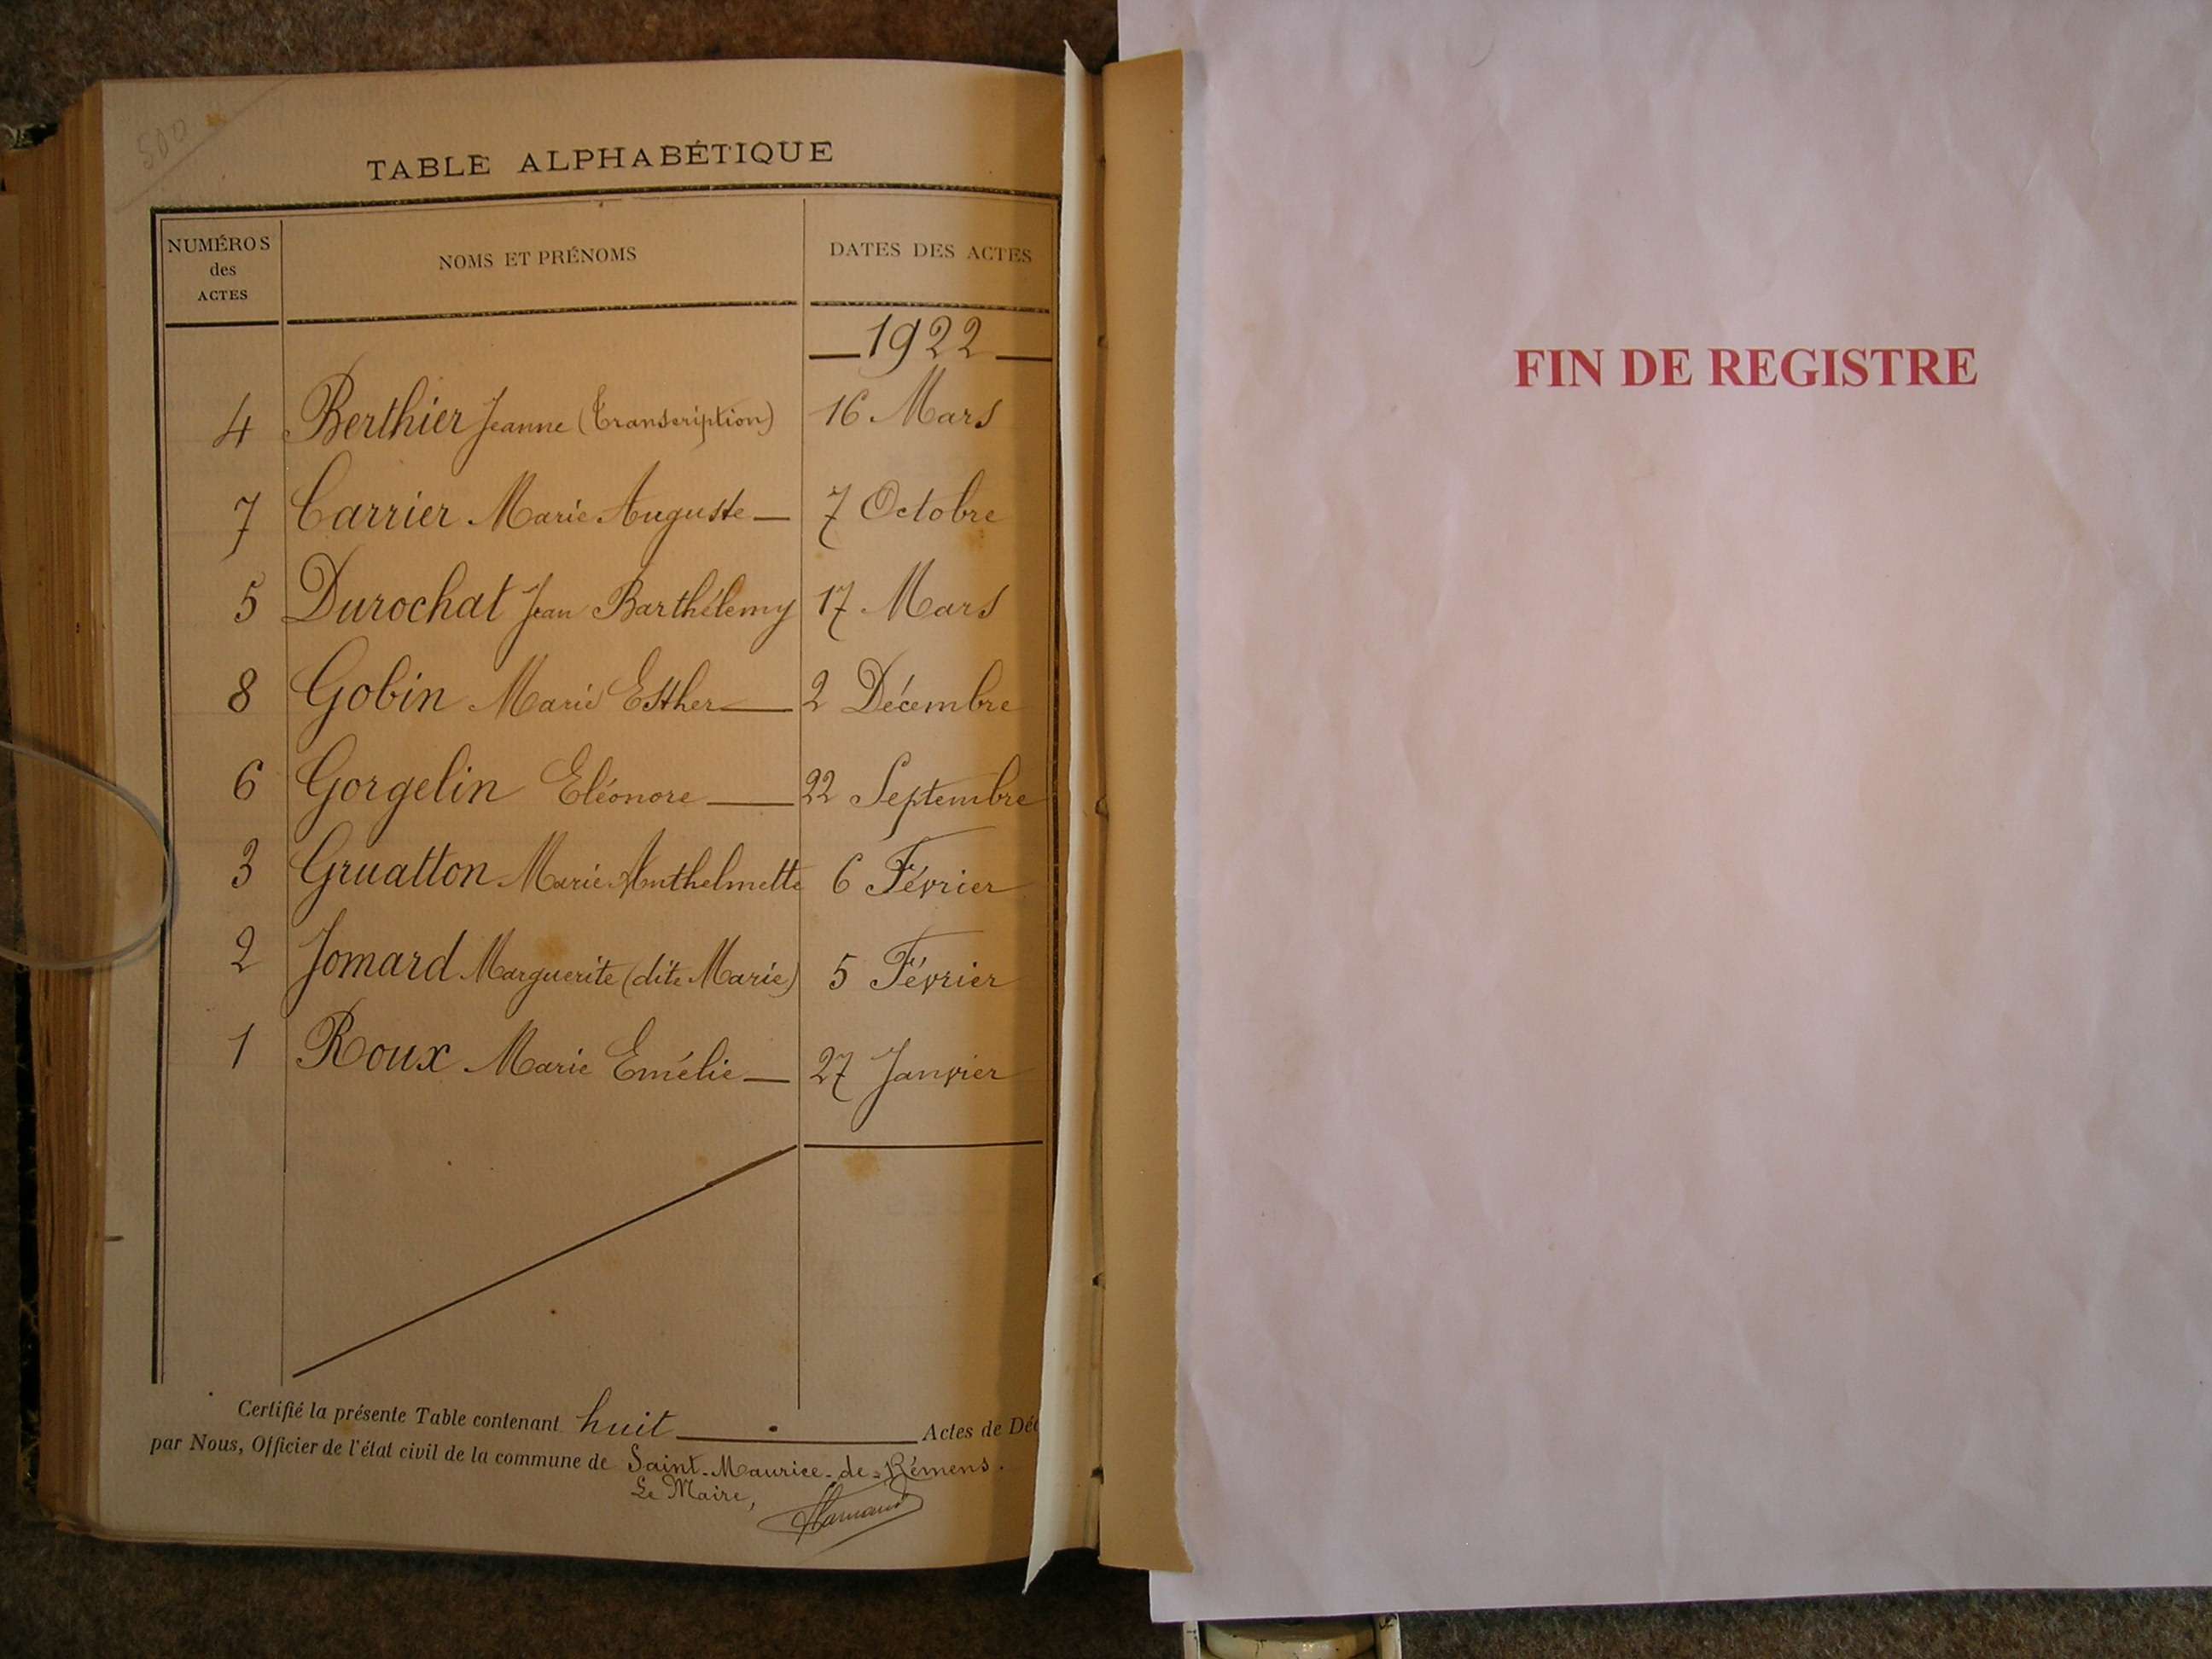 500
TABLE ALPHABÉTIQUE
NUMÉROS
des
ACTES
NOMS ET PRÉNOMS
DATES DES ACTES
1922
4 Berthier Jeanne (Transcription) 16 Mars
7 Carrier Marie Auguste 7 Octobre
5 Durochat Jean Barthélemy 17 Mars
8 Gobin Marie Esther 2 Décembre
6 Gorgelin Eléonore 22 Septembre
3 Gruatton Marie Anthelmette 6 Février
2 Jomard Marguerite (dite Marie) 5 Février
1 Roux Marie Emélie 27 Janvier
Certifié la présente Table contenant huit Actes de Déc
par Nous, Officier de l'état civil de la commune de Saint-Maurice-de-Rémens.
Le Maire,
FIN DE REGISTRE